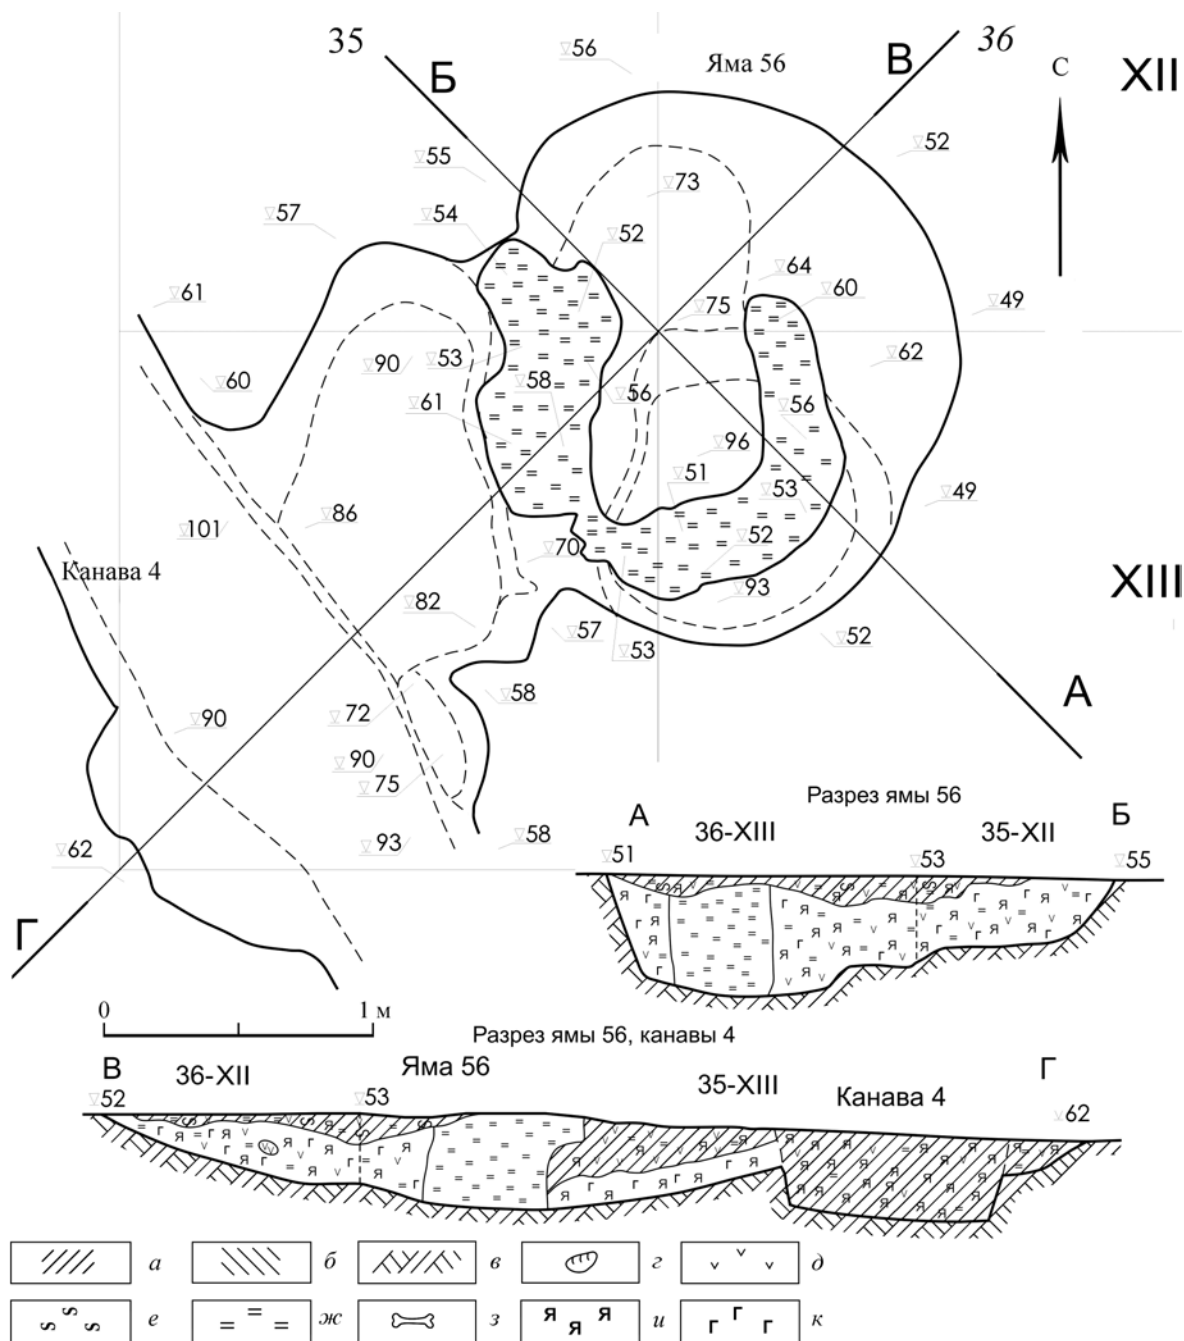 35
Б
▽56
Яма 56
В
36
С
XII
▽52
▽55
▽73
▽57
▽54
▽52
▽64
▽60
▽61
▽75
▽49
▽90
▽53
▽62
▽60
▽58
▽56
▽61
▽56
▽96
▽51
▽53
▽49
▽101
▽86
▽52
▽70
Канава 4
▽93
XIII
▽82
▽57
▽53
▽52
▽58
А
▽72
▽90
▽90
▽75
▽93
▽58
▽62
Г
Разрез ямы 56
А
36-XIII
35-XII
Б
▽51
▽53
▽55
0
1 м
Разрез ямы 56, канавы 4
В
36-XII
Яма 56
35-XIII
Канава 4
Г
▽52
▽53
▽62
а
б
в
г
д
s s s s е
= = = ж
з
Я Я Я и
Г Г Г к